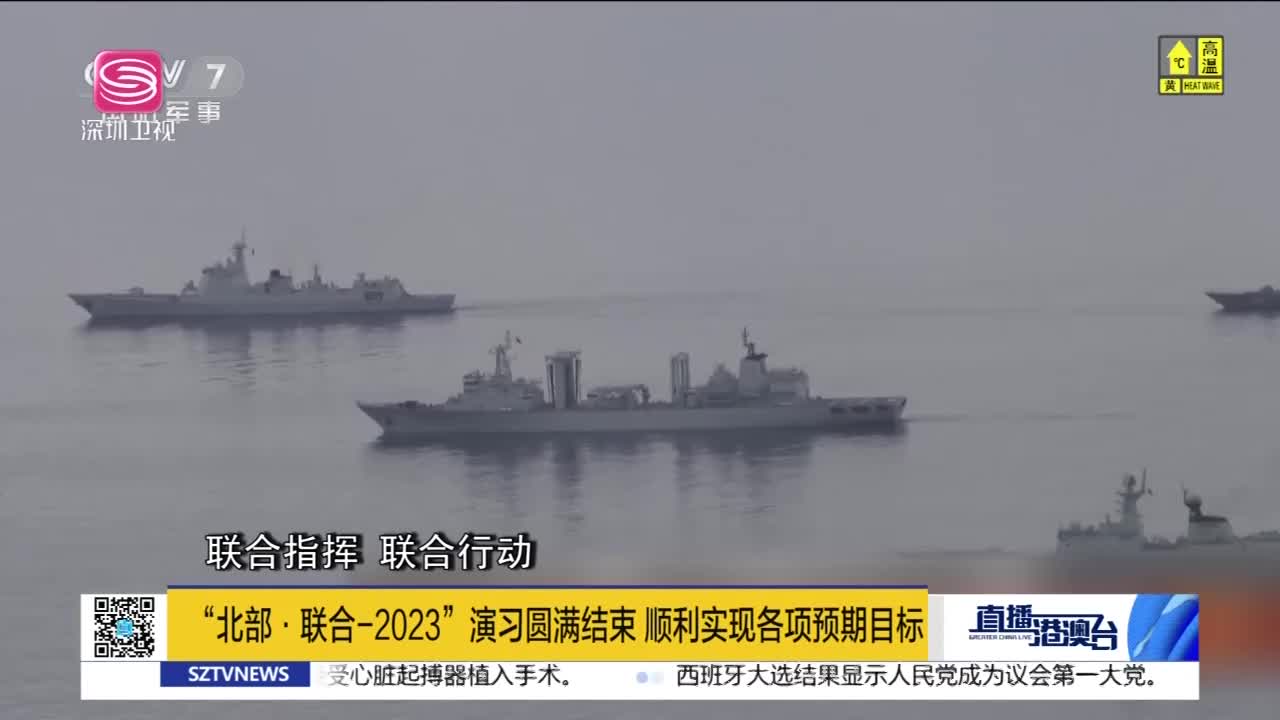 7
军事
深圳卫视
高温
℃
黄 HEAT WAVE
联合指挥 联合行动
“北部·联合-2023”演习圆满结束 顺利实现各项预期目标
直播港澳台
GREATER CHINA LIVE
SZTVNEWS
受心脏起搏器植入手术。 西班牙大选结果显示人民党成为议会第一大党。